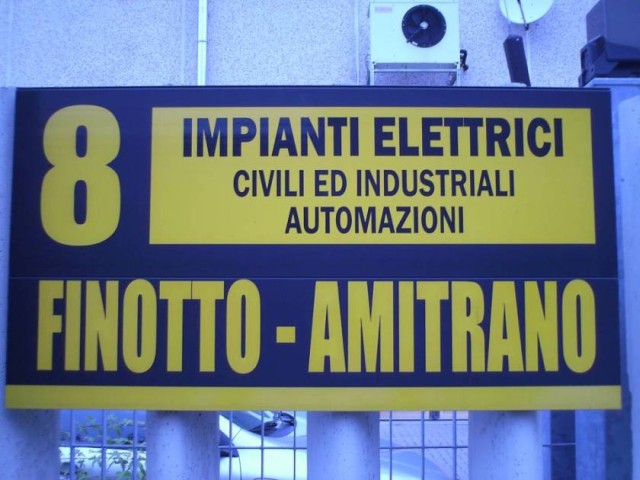 8
IMPIANTI ELETTRICI
CIVILI ED INDUSTRIALI
AUTOMAZIONI
FINOTTO - AMITRANO